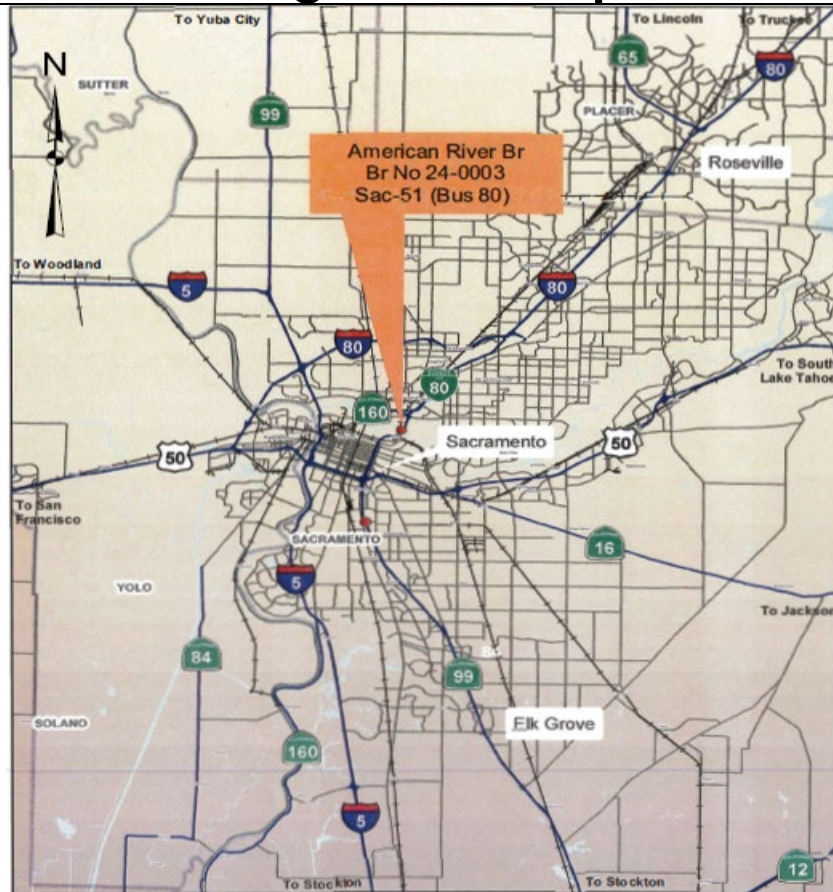 To Yuba City
To Lincoln
To Truckee
65
80
N
SUTTER
99
PLACER
American River Br
Br No 24-0003
Sac-51 (Bus 80)
Roseville
To Woodland
5
80
80
To South
Lake Tahoe
80
160
Sacramento
50
50
To San
Francisco
SACRAMENTO
16
5
YOLO
To Jackson
84
99
SOLANO
Elk Grove
160
5
12
To Stockton
To Stockton